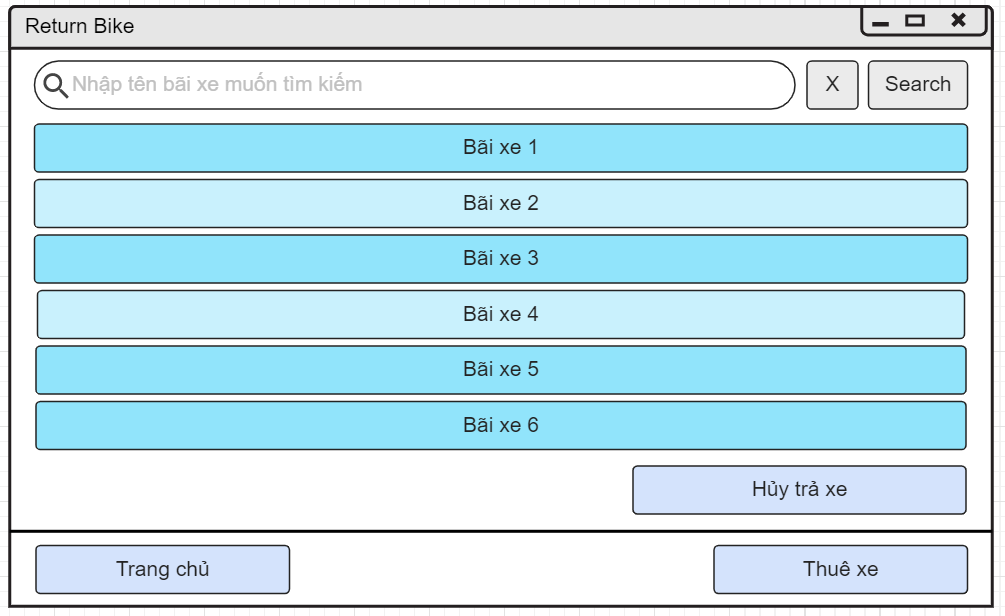 Return Bike
Nhập tên bãi xe muốn tìm kiếm
X
Search
Bãi xe 1
Bãi xe 2
Bãi xe 3
Bãi xe 4
Bãi xe 5
Bãi xe 6
Hủy trả xe
Trang chủ
Thuê xe